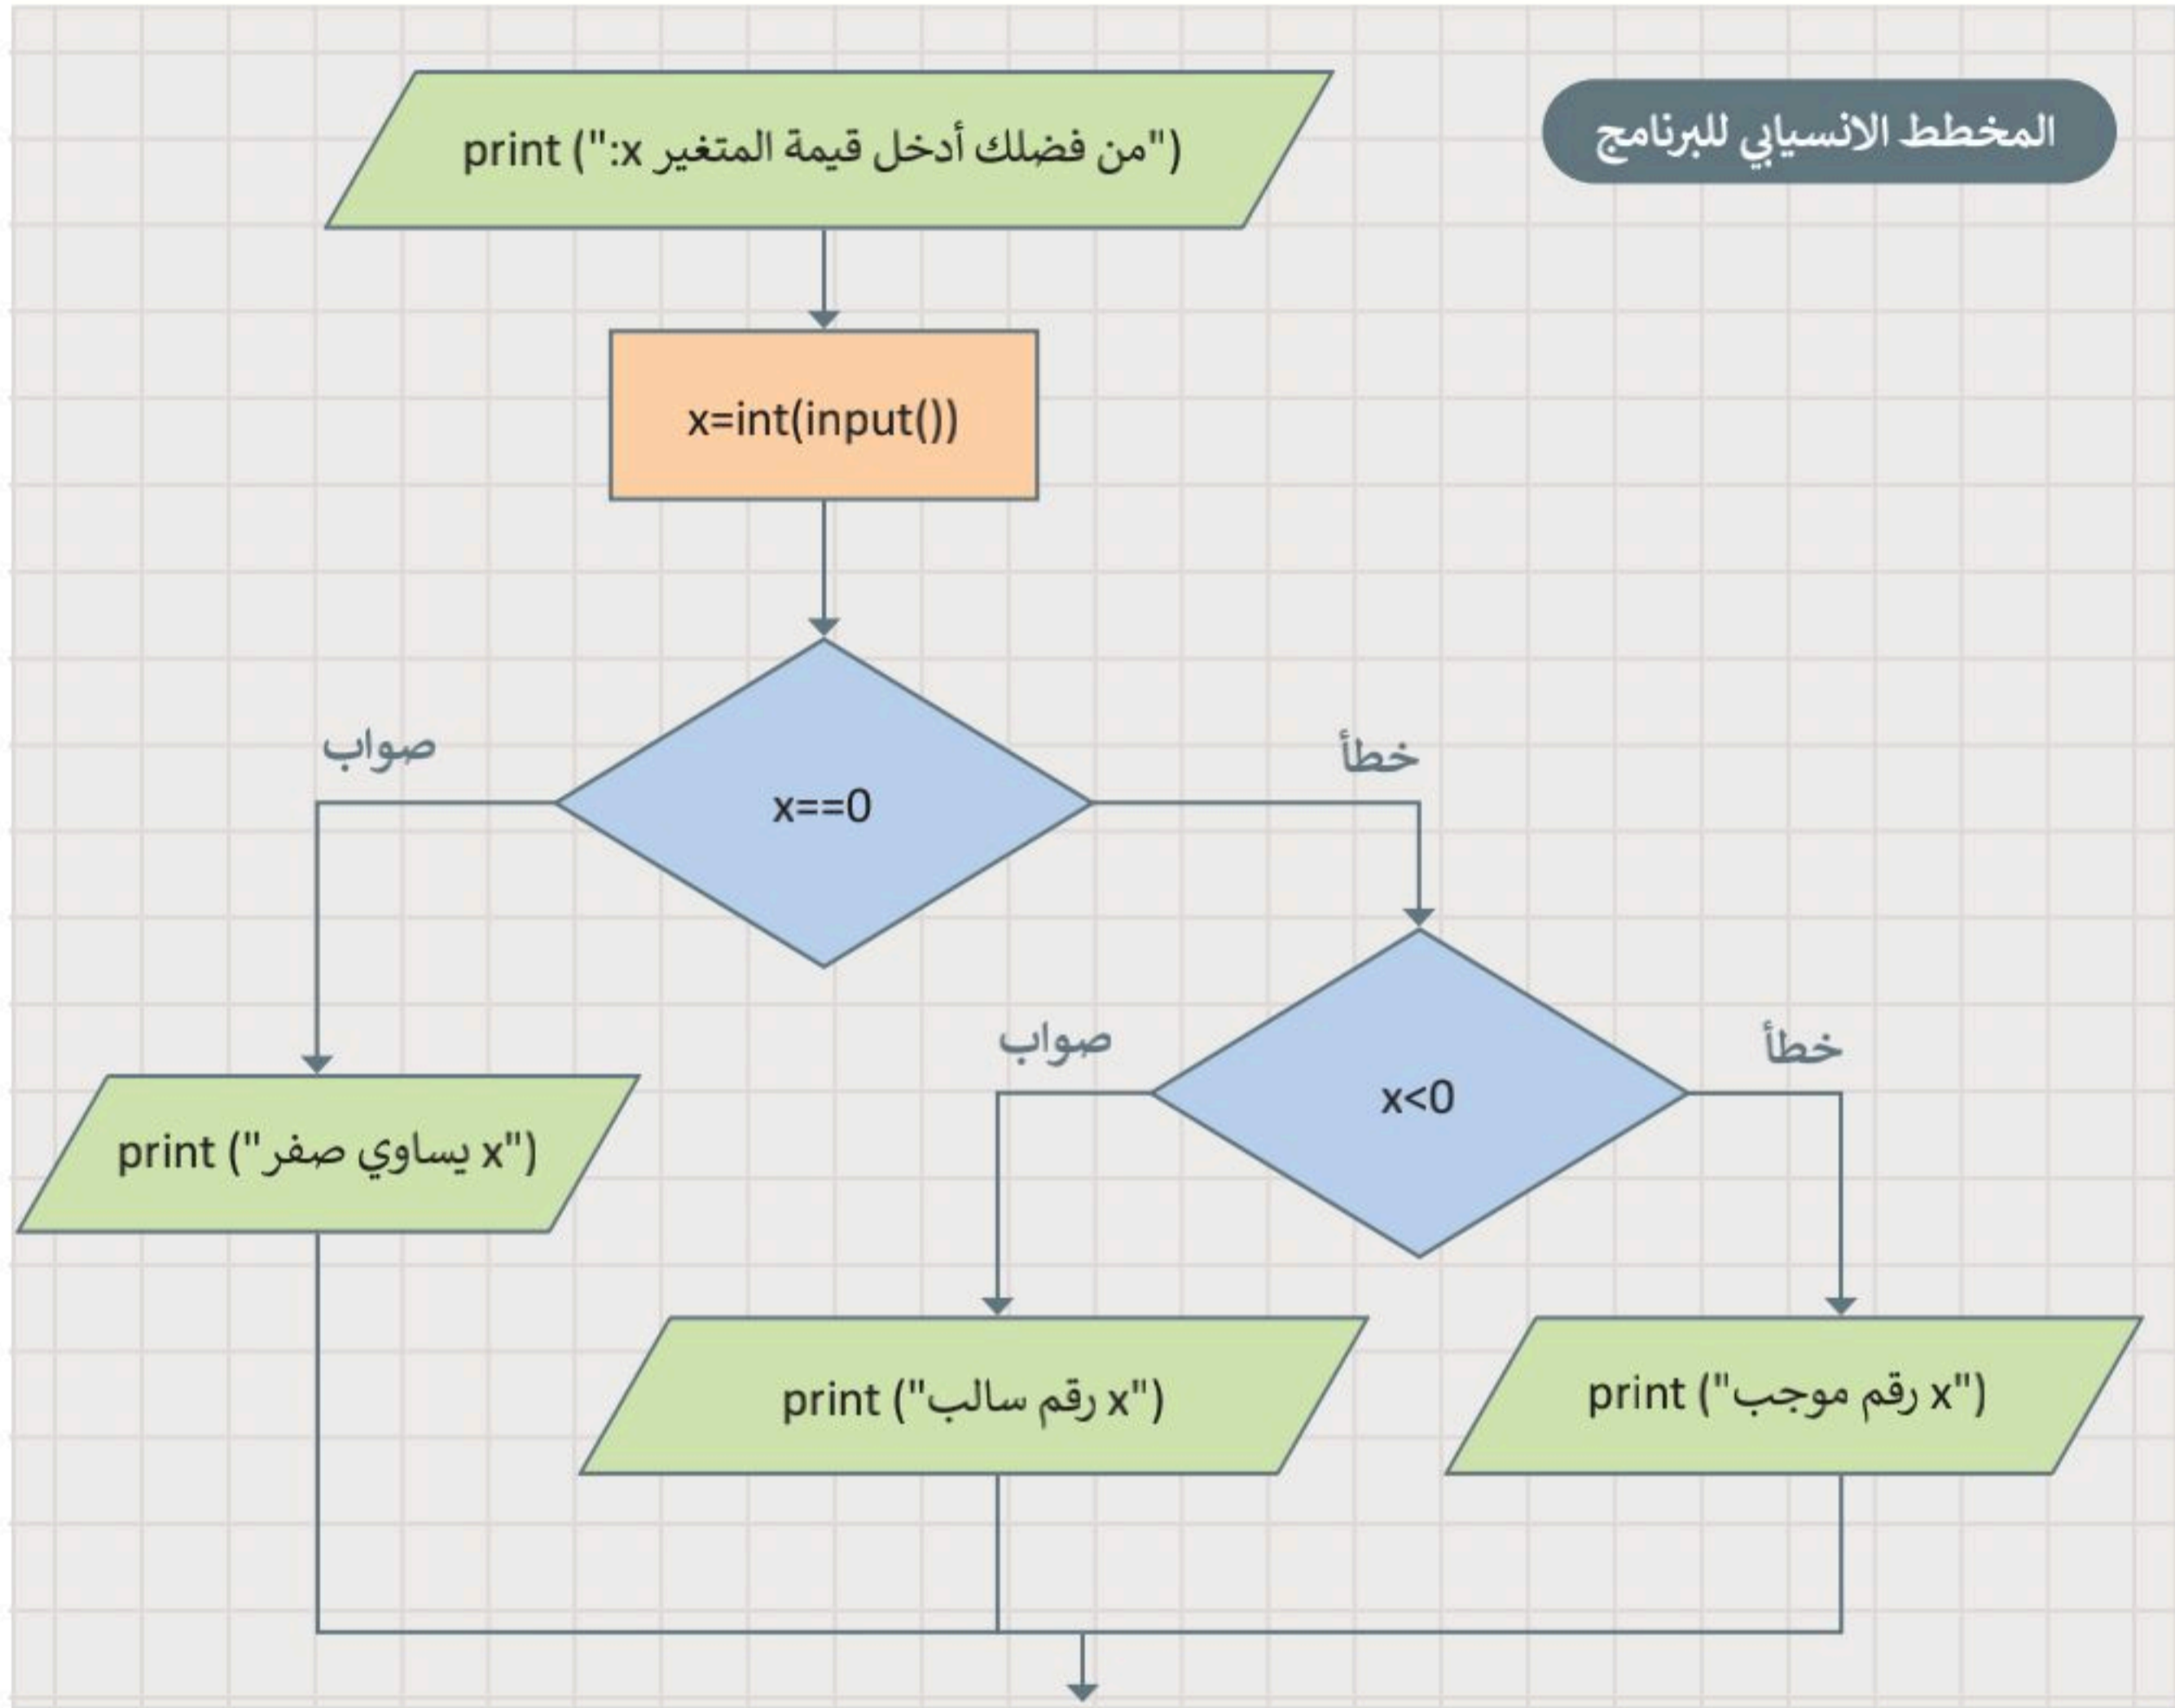 المخطط الانسيابي للبرنامج
print ("من فضلك أدخل قيمة المتغير x:")
x=int(input())
x==0
صواب
خطأ
x<0
صواب
خطأ
print ("x يساوي صفر")
print ("x رقم سالب")
print ("x رقم موجب")